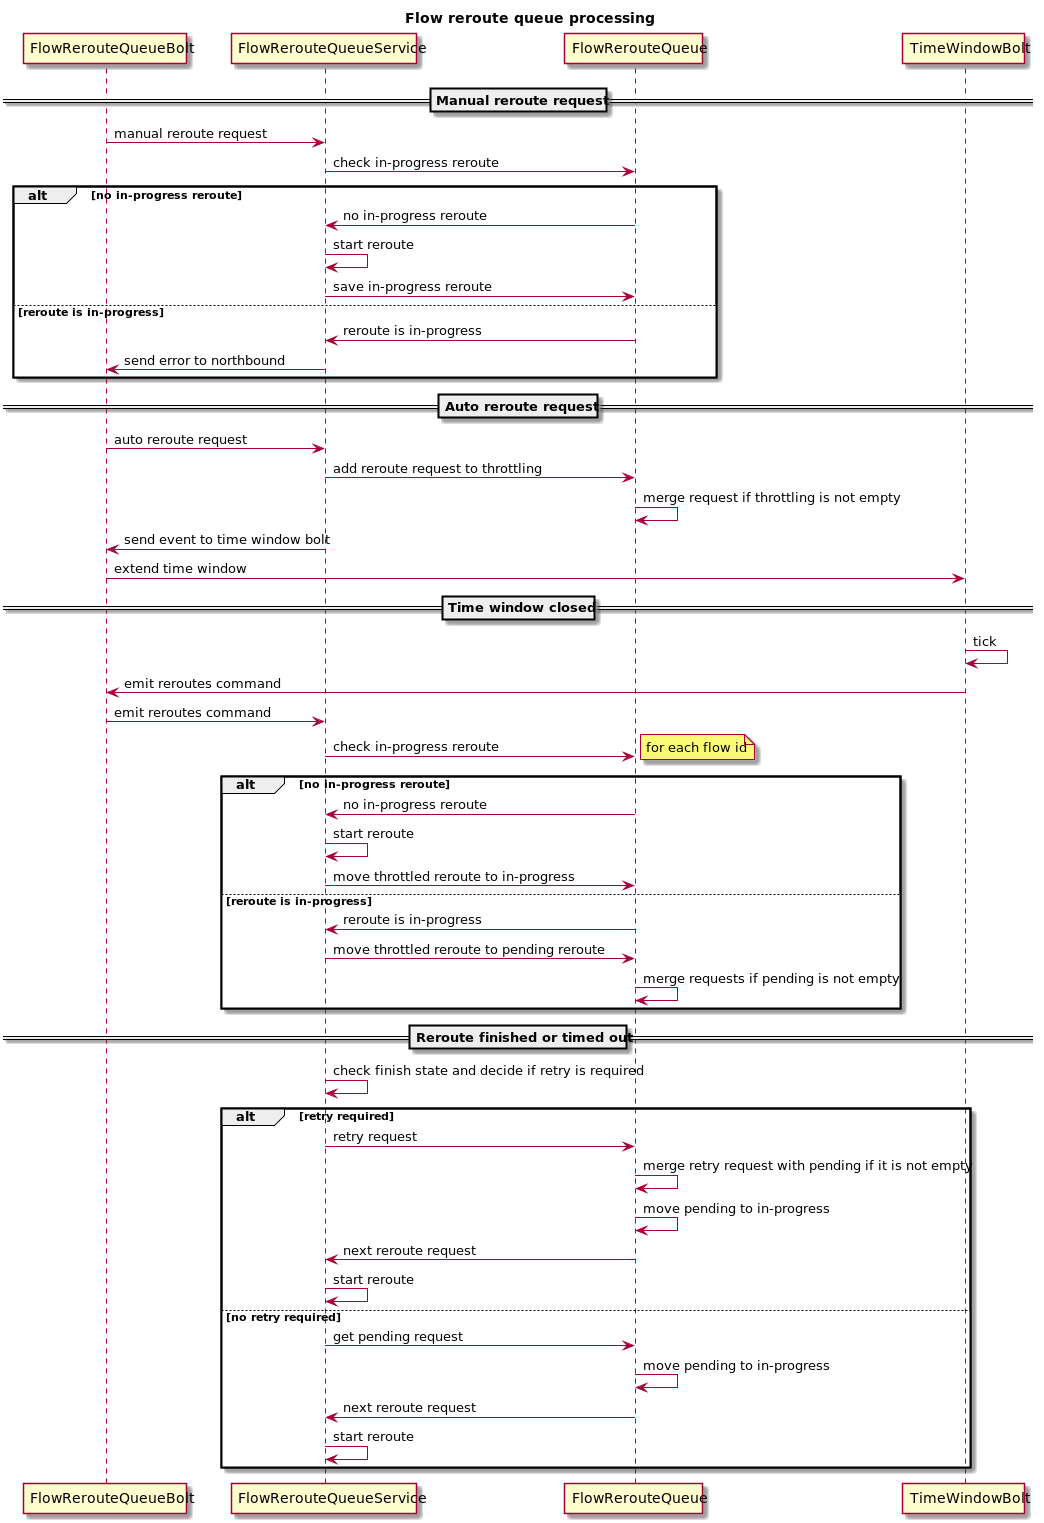 Flow reroute queue processing
FlowRerouteQueueBolt FlowRerouteQueueService FlowRerouteQueue TimeWindowBolt
Manual reroute request
manual reroute request
check in-progress reroute
alt [no in-progress reroute]
no in-progress reroute
start reroute
save in-progress reroute
[reroute is in-progress]
reroute is in-progress
send error to northbound
Auto reroute request
auto reroute request
add reroute request to throttling
merge request if throttling is not empty
send event to time window bolt
extend time window
Time window closed
tick
emit reroutes command
emit reroutes command
check in-progress reroute for each flow id
alt [no in-progress reroute]
no in-progress reroute
start reroute
move throttled reroute to in-progress
[reroute is in-progress]
reroute is in-progress
move throttled reroute to pending reroute
merge requests if pending is not empty
Reroute finished or timed out
check finish state and decide if retry is required
alt [retry required]
retry request
merge retry request with pending if it is not empty
move pending to in-progress
next reroute request
start reroute
[no retry required]
get pending request
move pending to in-progress
next reroute request
start reroute
FlowRerouteQueueBolt FlowRerouteQueueService FlowRerouteQueue TimeWindowBolt